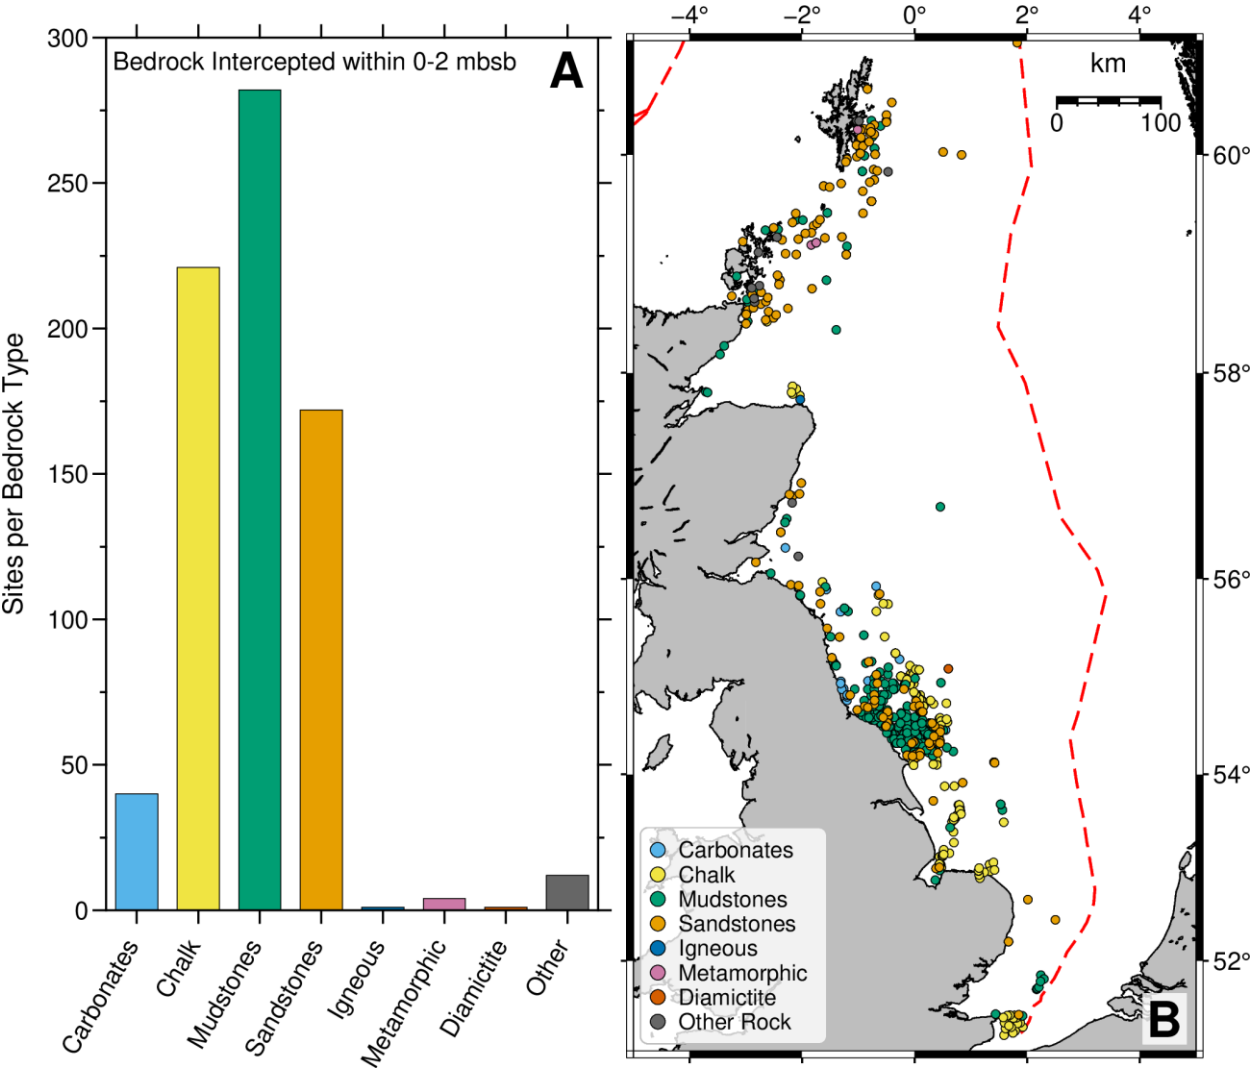 Bedrock Intercepted within 0-2 mbsb
A
Sites per Bedrock Type
300
250
200
150
100
50
0
Carbonates
Chalk
Mudstones
Sandstones
Igneous
Metamorphic
Diamictite
Other
−4°
−2°
0°
2°
4°
km
0
100
60°
58°
56°
54°
52°
Carbonates
Chalk
Mudstones
Sandstones
Igneous
Metamorphic
Diamictite
Other Rock
B